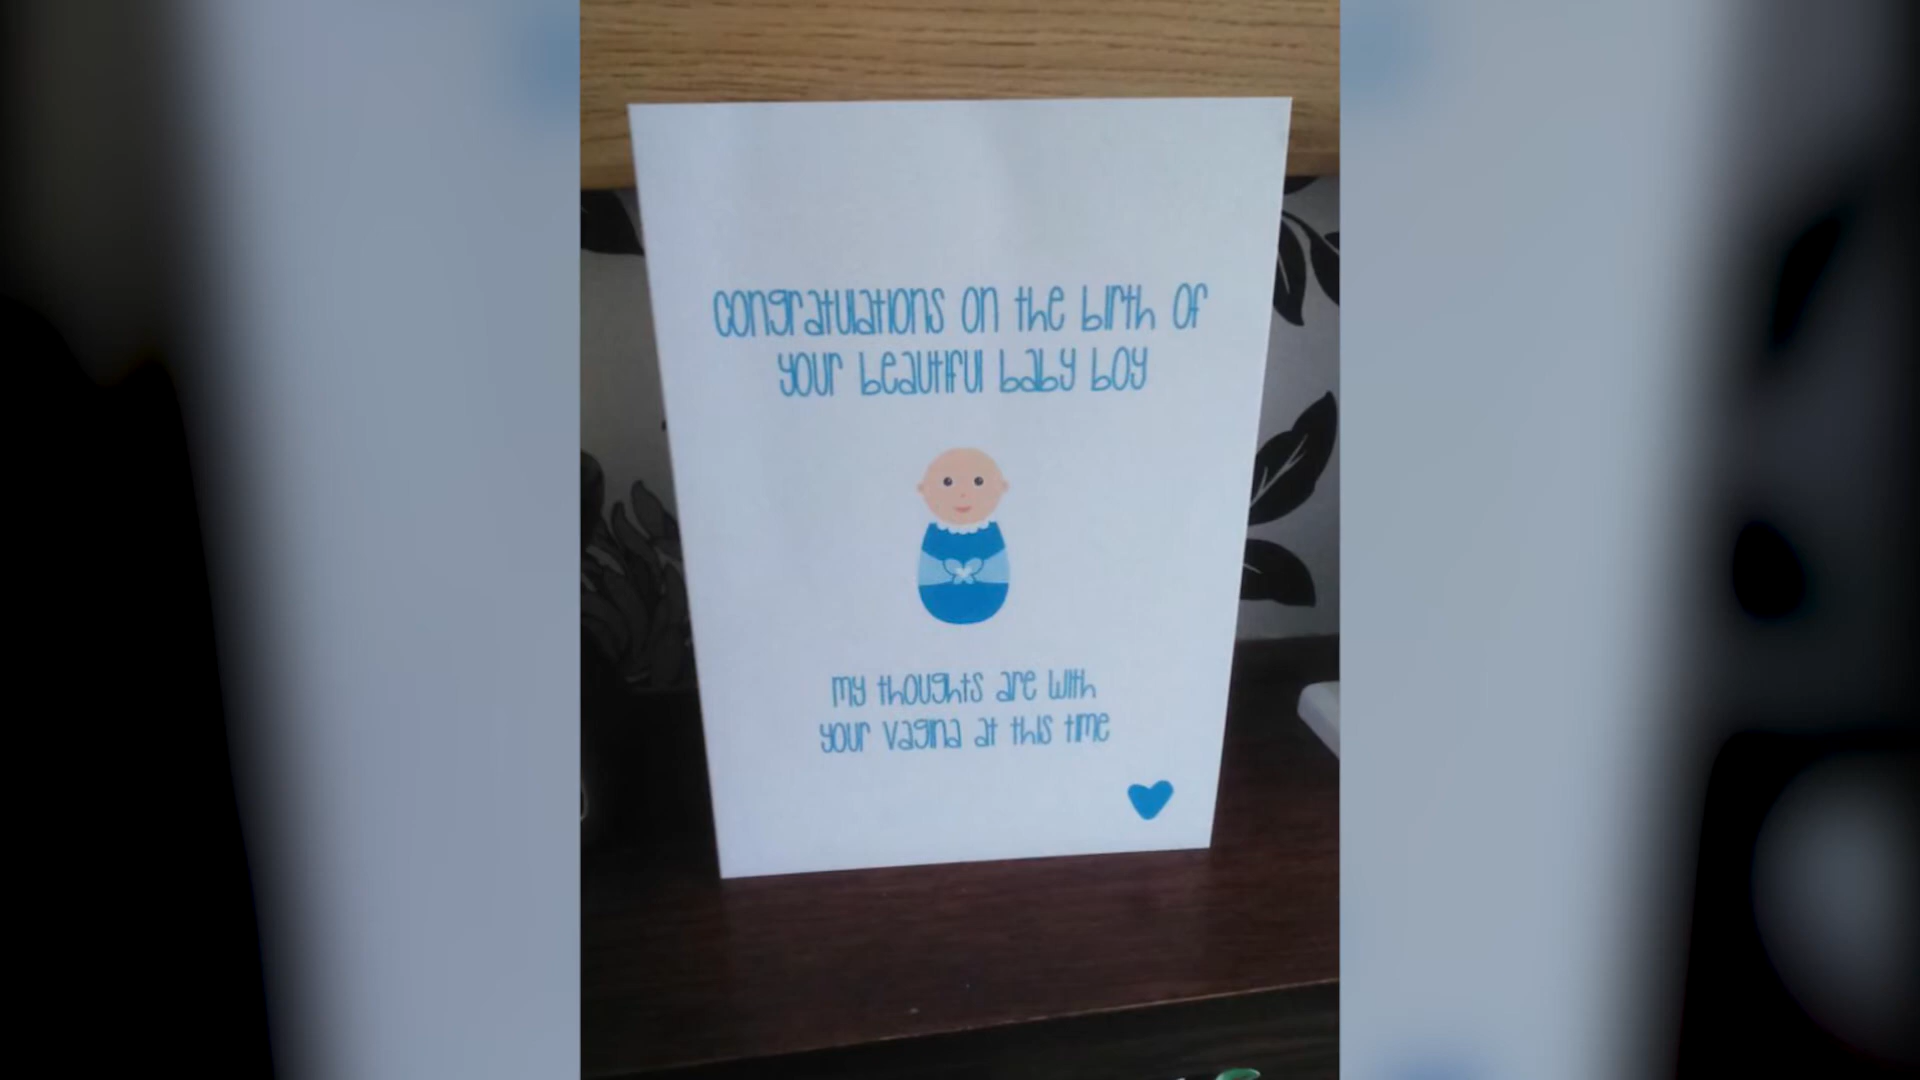 congratulations on the birth of
your beautiful baby boy
my thoughts are with
your vagina at this time